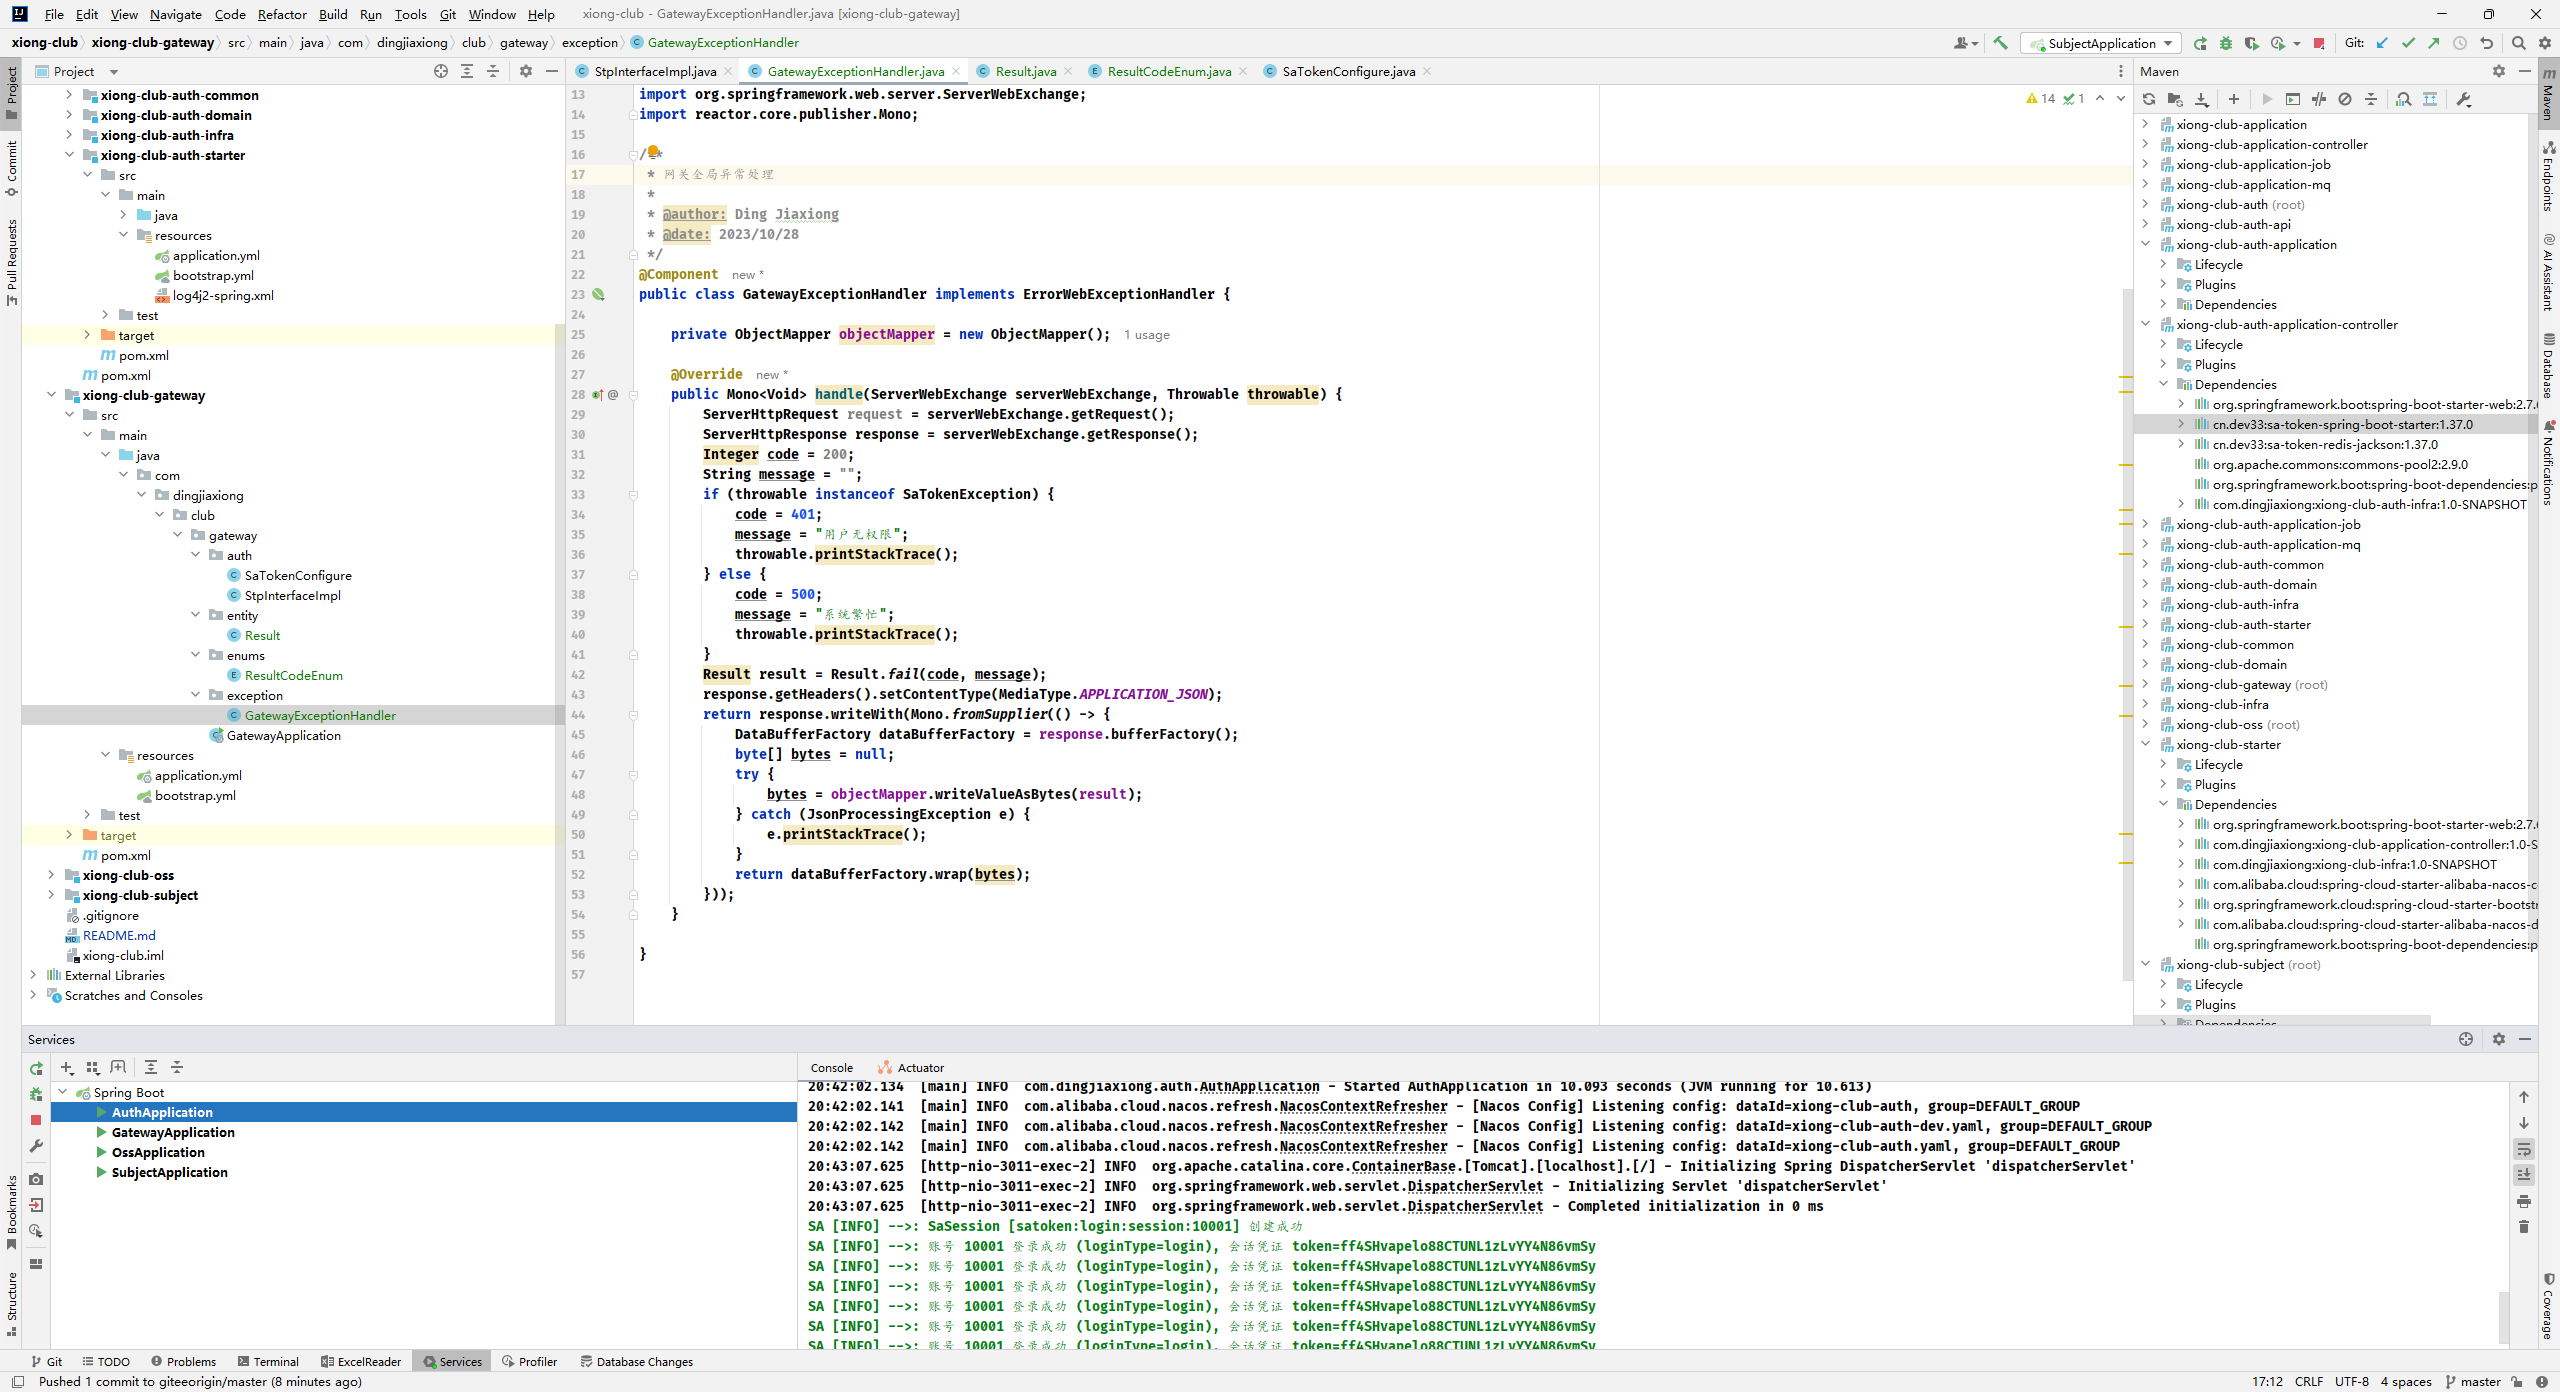 File Edit View Navigate Code Refactor Build Run Tools Git Window Help xiong-club - GatewayExceptionHandler.java [xiong-club-gateway]
xiong-club xiong-club-gateway src main java com dingjiaxiong club gateway exception GatewayExceptionHandler SubjectApplication Git:
Project
StpInterfaceImpl.java GatewayExceptionHandler.java Result.java ResultCodeEnum.java SaTokenConfigure.java
Maven
Project
Commit
Pull Requests
Bookmarks
Structure
xiong-club-auth-common
xiong-club-auth-domain
xiong-club-auth-infra
xiong-club-auth-starter
src
main
java
resources
application.yml
bootstrap.yml
log4j2-spring.xml
test
target
pom.xml
pom.xml
xiong-club-gateway
src
main
java
com
dingjiaxiong
club
gateway
auth
SaTokenConfigure
StpInterfaceImpl
entity
Result
enums
ResultCodeEnum
exception
GatewayExceptionHandler
GatewayApplication
resources
application.yml
bootstrap.yml
test
target
pom.xml
xiong-club-oss
xiong-club-subject
.gitignore
README.md
xiong-club.iml
External Libraries
Scratches and Consoles
14 1
13 import org.springframework.web.server.ServerWebExchange;
14 import reactor.core.publisher.Mono;
15
16 /**
17 * 网关全局异常处理
18 *
19 * @author: Ding Jiaxiong
20 * @date: 2023/10/28
21 */
22 @Component new *
23 public class GatewayExceptionHandler implements ErrorWebExceptionHandler {
24
25 private ObjectMapper objectMapper = new ObjectMapper(); 1 usage
26
27 @Override new *
28 public Mono<Void> handle(ServerWebExchange serverWebExchange, Throwable throwable) {
29 ServerHttpRequest request = serverWebExchange.getRequest();
30 ServerHttpResponse response = serverWebExchange.getResponse();
31 Integer code = 200;
32 String message = "";
33 if (throwable instanceof SaTokenException) {
34 code = 401;
35 message = "用户无权限";
36 throwable.printStackTrace();
37 } else {
38 code = 500;
39 message = "系统繁忙";
40 throwable.printStackTrace();
41 }
42 Result result = Result.fail(code, message);
43 response.getHeaders().setContentType(MediaType.APPLICATION_JSON);
44 return response.writeWith(Mono.fromSupplier(() -> {
45 DataBufferFactory dataBufferFactory = response.bufferFactory();
46 byte[] bytes = null;
47 try {
48 bytes = objectMapper.writeValueAsBytes(result);
49 } catch (JsonProcessingException e) {
50 e.printStackTrace();
51 }
52 return dataBufferFactory.wrap(bytes);
53 }));
54 }
55
56 }
57
xiong-club-application
xiong-club-application-controller
xiong-club-application-job
xiong-club-application-mq
xiong-club-auth (root)
xiong-club-auth-api
xiong-club-auth-application
Lifecycle
Plugins
Dependencies
xiong-club-auth-application-controller
Lifecycle
Plugins
Dependencies
org.springframework.boot:spring-boot-starter-web:2.7.
cn.dev33:sa-token-spring-boot-starter:1.37.0
cn.dev33:sa-token-redis-jackson:1.37.0
org.apache.commons:commons-pool2:2.9.0
org.springframework.boot:spring-boot-dependencies:p
com.dingjiaxiong:xiong-club-auth-infra:1.0-SNAPSHOT
xiong-club-auth-application-job
xiong-club-auth-application-mq
xiong-club-auth-common
xiong-club-auth-domain
xiong-club-auth-infra
xiong-club-auth-starter
xiong-club-common
xiong-club-domain
xiong-club-gateway (root)
xiong-club-infra
xiong-club-oss (root)
xiong-club-starter
Lifecycle
Plugins
Dependencies
org.springframework.boot:spring-boot-starter-web:2.7.
com.dingjiaxiong:xiong-club-application-controller:1.0-S
com.dingjiaxiong:xiong-club-infra:1.0-SNAPSHOT
com.alibaba.cloud:spring-cloud-starter-alibaba-nacos-c
org.springframework.cloud:spring-cloud-starter-bootstr
com.alibaba.cloud:spring-cloud-starter-alibaba-nacos-d
org.springframework.boot:spring-boot-dependencies:p
xiong-club-subject (root)
Lifecycle
Plugins
Dependencies
Maven
Endpoints
AI Assistant
Database
Notifications
Coverage
Services
Spring Boot
AuthApplication
GatewayApplication
OssApplication
SubjectApplication
Console Actuator
20:42:02.134 [main] INFO com.dingjiaxiong.auth.AuthApplication - Started AuthApplication in 10.093 seconds (JVM running for 10.613)
20:42:02.141 [main] INFO com.alibaba.cloud.nacos.refresh.NacosContextRefresher - [Nacos Config] Listening config: dataId=xiong-club-auth, group=DEFAULT_GROUP
20:42:02.142 [main] INFO com.alibaba.cloud.nacos.refresh.NacosContextRefresher - [Nacos Config] Listening config: dataId=xiong-club-auth-dev.yaml, group=DEFAULT_GROUP
20:42:02.142 [main] INFO com.alibaba.cloud.nacos.refresh.NacosContextRefresher - [Nacos Config] Listening config: dataId=xiong-club-auth.yaml, group=DEFAULT_GROUP
20:43:07.625 [http-nio-3011-exec-2] INFO org.apache.catalina.core.ContainerBase.[Tomcat].[localhost].[/] - Initializing Spring DispatcherServlet 'dispatcherServlet'
20:43:07.625 [http-nio-3011-exec-2] INFO org.springframework.web.servlet.DispatcherServlet - Initializing Servlet 'dispatcherServlet'
20:43:07.625 [http-nio-3011-exec-2] INFO org.springframework.web.servlet.DispatcherServlet - Completed initialization in 0 ms
SA [INFO] -->: SaSession [satoken:login:session:10001] 创建成功
SA [INFO] -->: 账号 10001 登录成功 (loginType=login), 会话凭证 token=ff4SHvapelo88CTUNL1zLvYY4N86vmSy
SA [INFO] -->: 账号 10001 登录成功 (loginType=login), 会话凭证 token=ff4SHvapelo88CTUNL1zLvYY4N86vmSy
SA [INFO] -->: 账号 10001 登录成功 (loginType=login), 会话凭证 token=ff4SHvapelo88CTUNL1zLvYY4N86vmSy
SA [INFO] -->: 账号 10001 登录成功 (loginType=login), 会话凭证 token=ff4SHvapelo88CTUNL1zLvYY4N86vmSy
SA [INFO] -->: 账号 10001 登录成功 (loginType=login), 会话凭证 token=ff4SHvapelo88CTUNL1zLvYY4N86vmSy
SA [INFO] -->: 账号 10001 登录成功 (loginType=login), 会话凭证 token=ff4SHvapelo88CTUNL1zLvYY4N86vmSy
Git TODO Problems Terminal ExcelReader Services Profiler Database Changes
Pushed 1 commit to giteeorigin/master (8 minutes ago) 17:12 CRLF UTF-8 4 spaces master